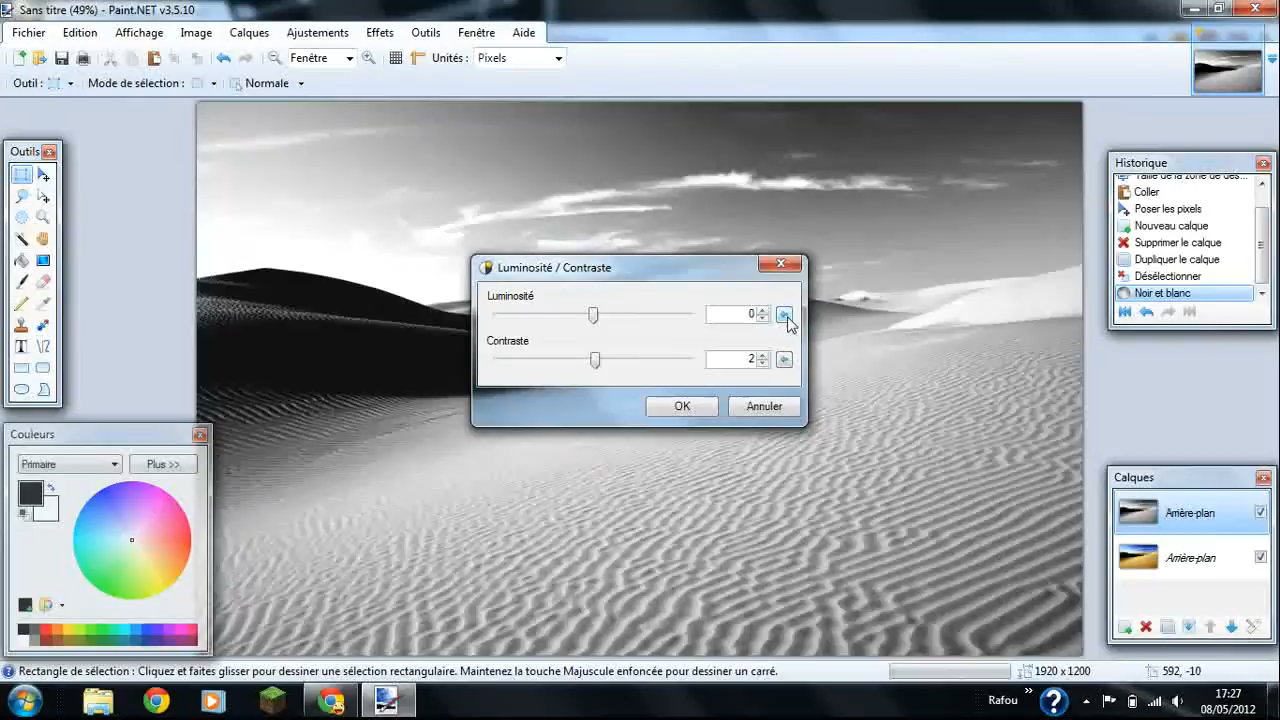 Sans titre (49%) - Paint.NET v3.5.10
Fichier Edition Affichage Image Calques Ajustements Effets Outils Fenêtre Aide
Fenêtre Unités : Pixels
Outil : Mode de sélection : Normale
Outils
Historique
Coller
Poser les pixels
Nouveau calque
Supprimer le calque
Dupliquer le calque
Désélectionner
Noir et blanc
Luminosité / Contraste
Luminosité
0
Contraste
2
OK Annuler
Couleurs
Primaire Plus >>
Calques
Arrière-plan
Arrière-plan
Rectangle de sélection : Cliquez et faites glisser pour dessiner une sélection rectangulaire. Maintenez la touche Majuscule enfoncée pour dessiner un carré. 1920 x 1200 592, -10
Rafou » 17:27
08/05/2012